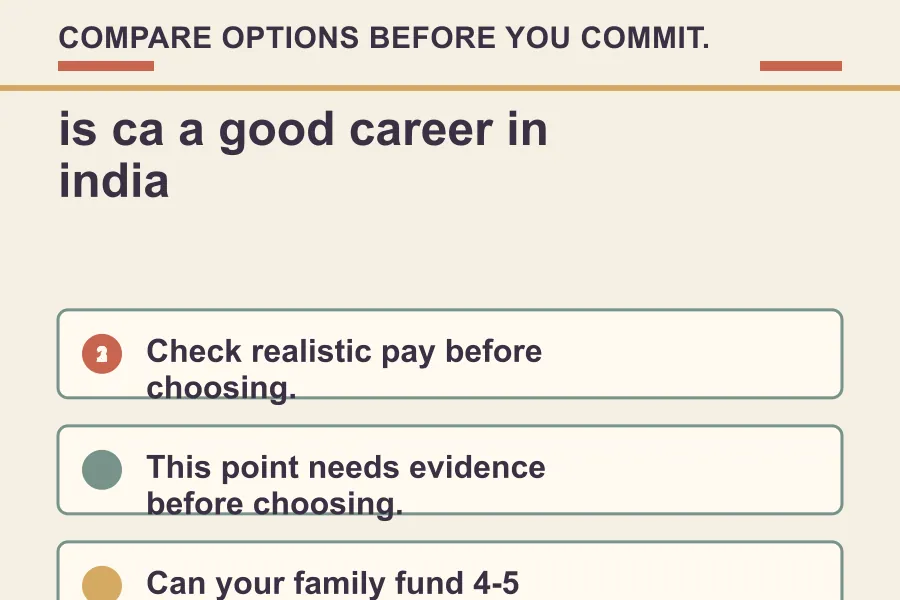 COMPARE OPTIONS BEFORE YOU COMMIT.
is ca a good career in
india
Check realistic pay before
choosing.
This point needs evidence
before choosing.
Can your family fund 4-5